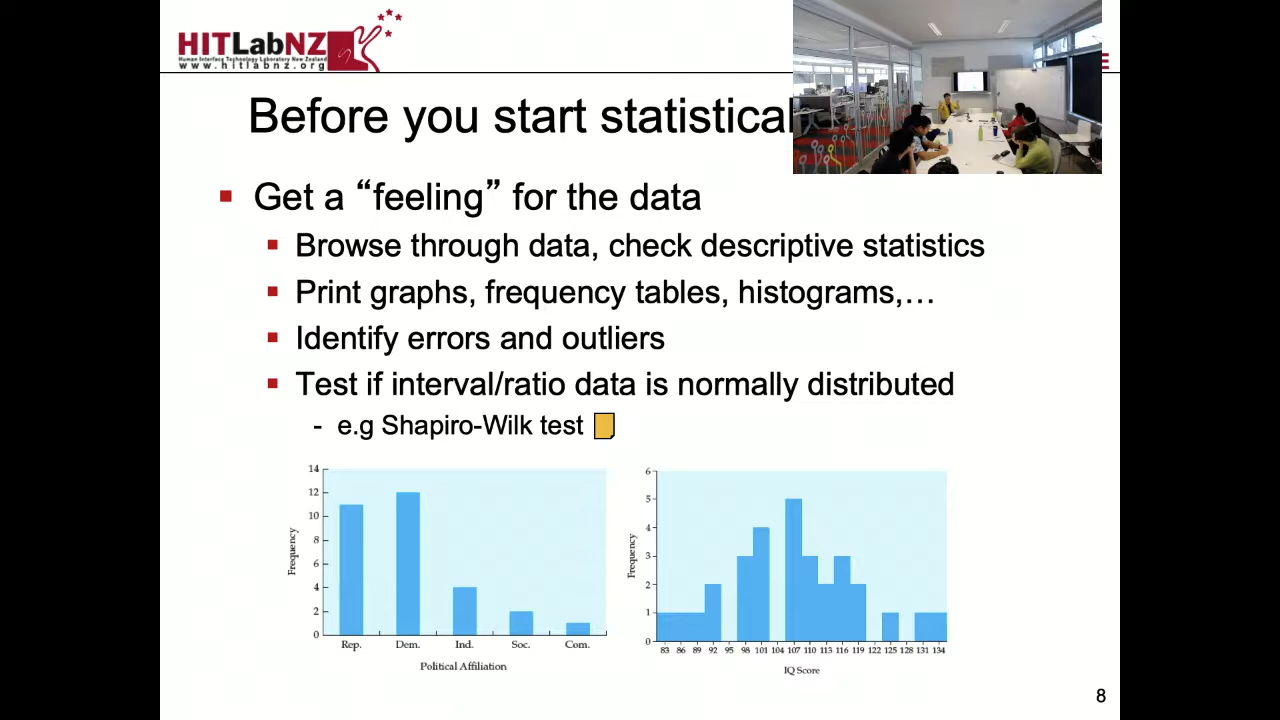 HITLabNZ
Human Interface Technology Laboratory New Zealand
www.hitlabnz.org
E
Before you start statistical
Get a “feeling” for the data
Browse through data, check descriptive statistics
Print graphs, frequency tables, histograms,…
Identify errors and outliers
Test if interval/ratio data is normally distributed
- e.g Shapiro-Wilk test
14
12
10
8
6
4
2
0
Frequency
Rep. Dem. Ind. Soc. Com.
Political Affiliation
6
5
4
3
2
1
0
Frequency
83 86 89 92 95 98 101 104 107 110 113 116 119 122 125 128 131 134
IQ Score
8